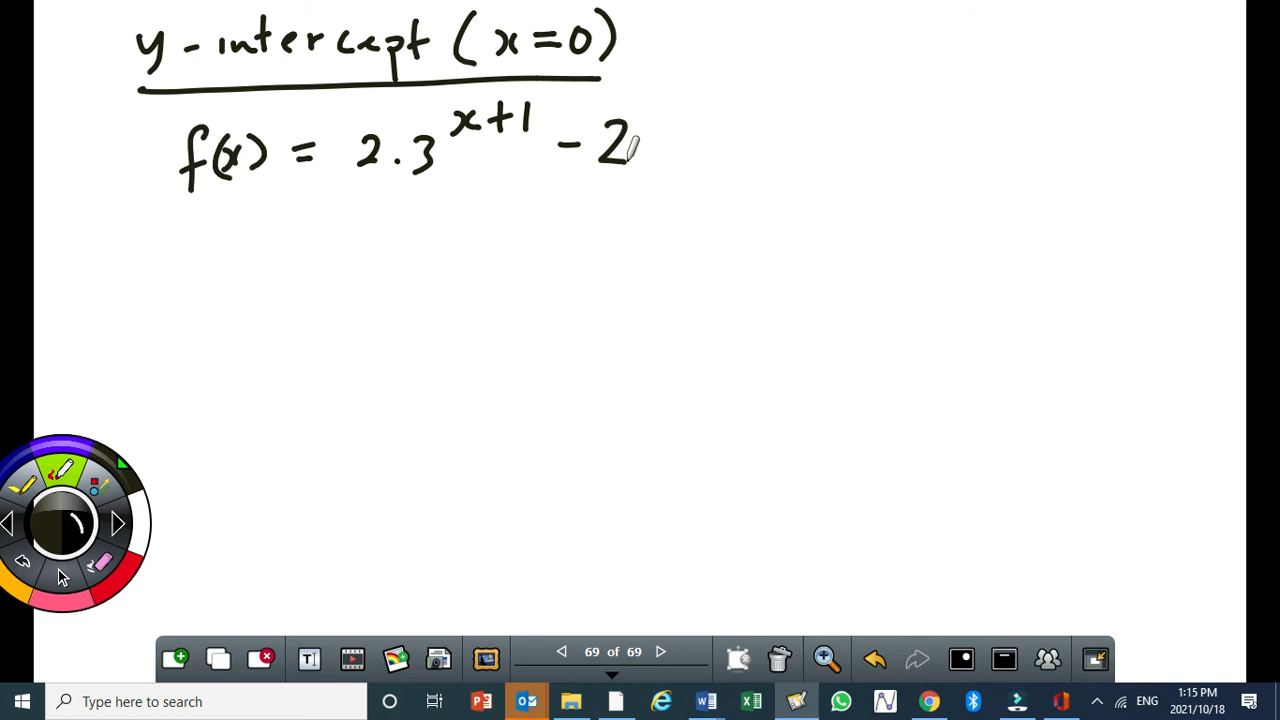 y-intercept (x=0)
f(x) = 2.3^{x+1} - 2
69 of 69
Type here to search
ENG
1:15 PM
2021/10/18